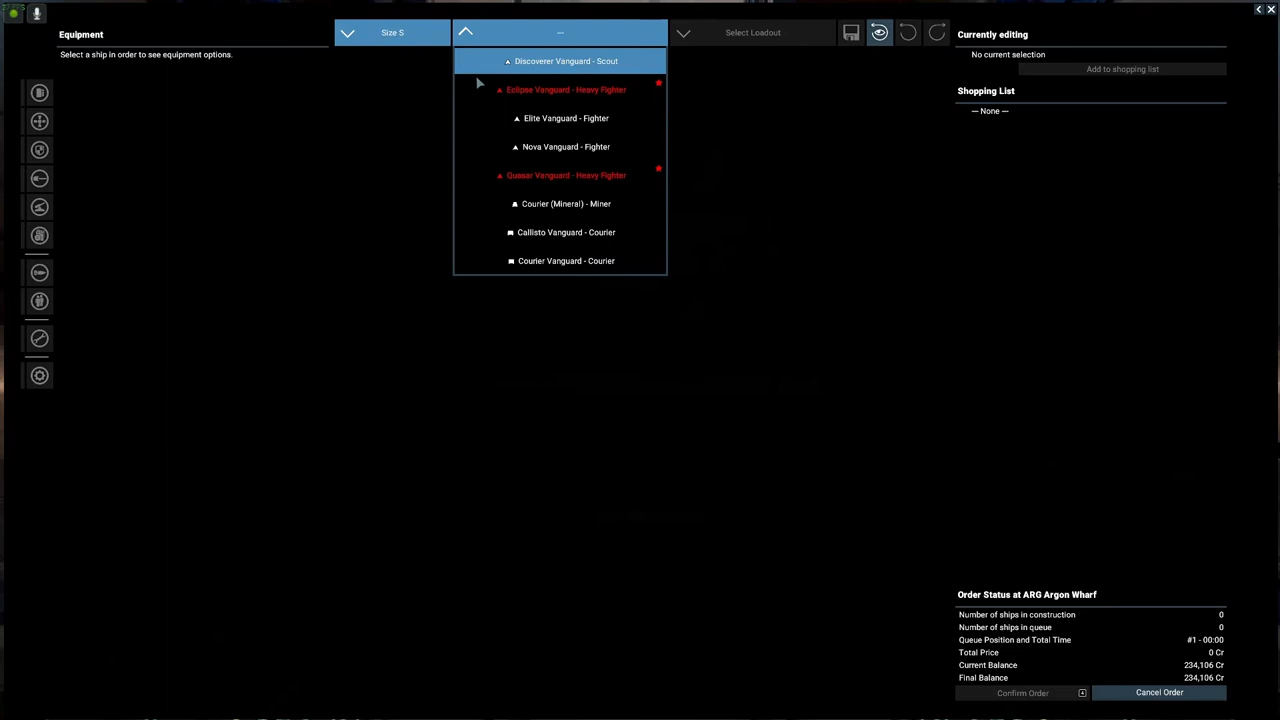 Equipment
Select a ship in order to see equipment options.
Size S
---
Select Loadout
Discoverer Vanguard - Scout
Eclipse Vanguard - Heavy Fighter
Elite Vanguard - Fighter
Nova Vanguard - Fighter
Quasar Vanguard - Heavy Fighter
Courier (Mineral) - Miner
Callisto Vanguard - Courier
Courier Vanguard - Courier
Currently editing
No current selection
Add to shopping list
Shopping List
--- None ---
Order Status at ARG Argon Wharf
Number of ships in construction 0
Number of ships in queue 0
Queue Position and Total Time #1 - 00:00
Total Price 0 Cr
Current Balance 234,106 Cr
Final Balance 234,106 Cr
Confirm Order
Cancel Order